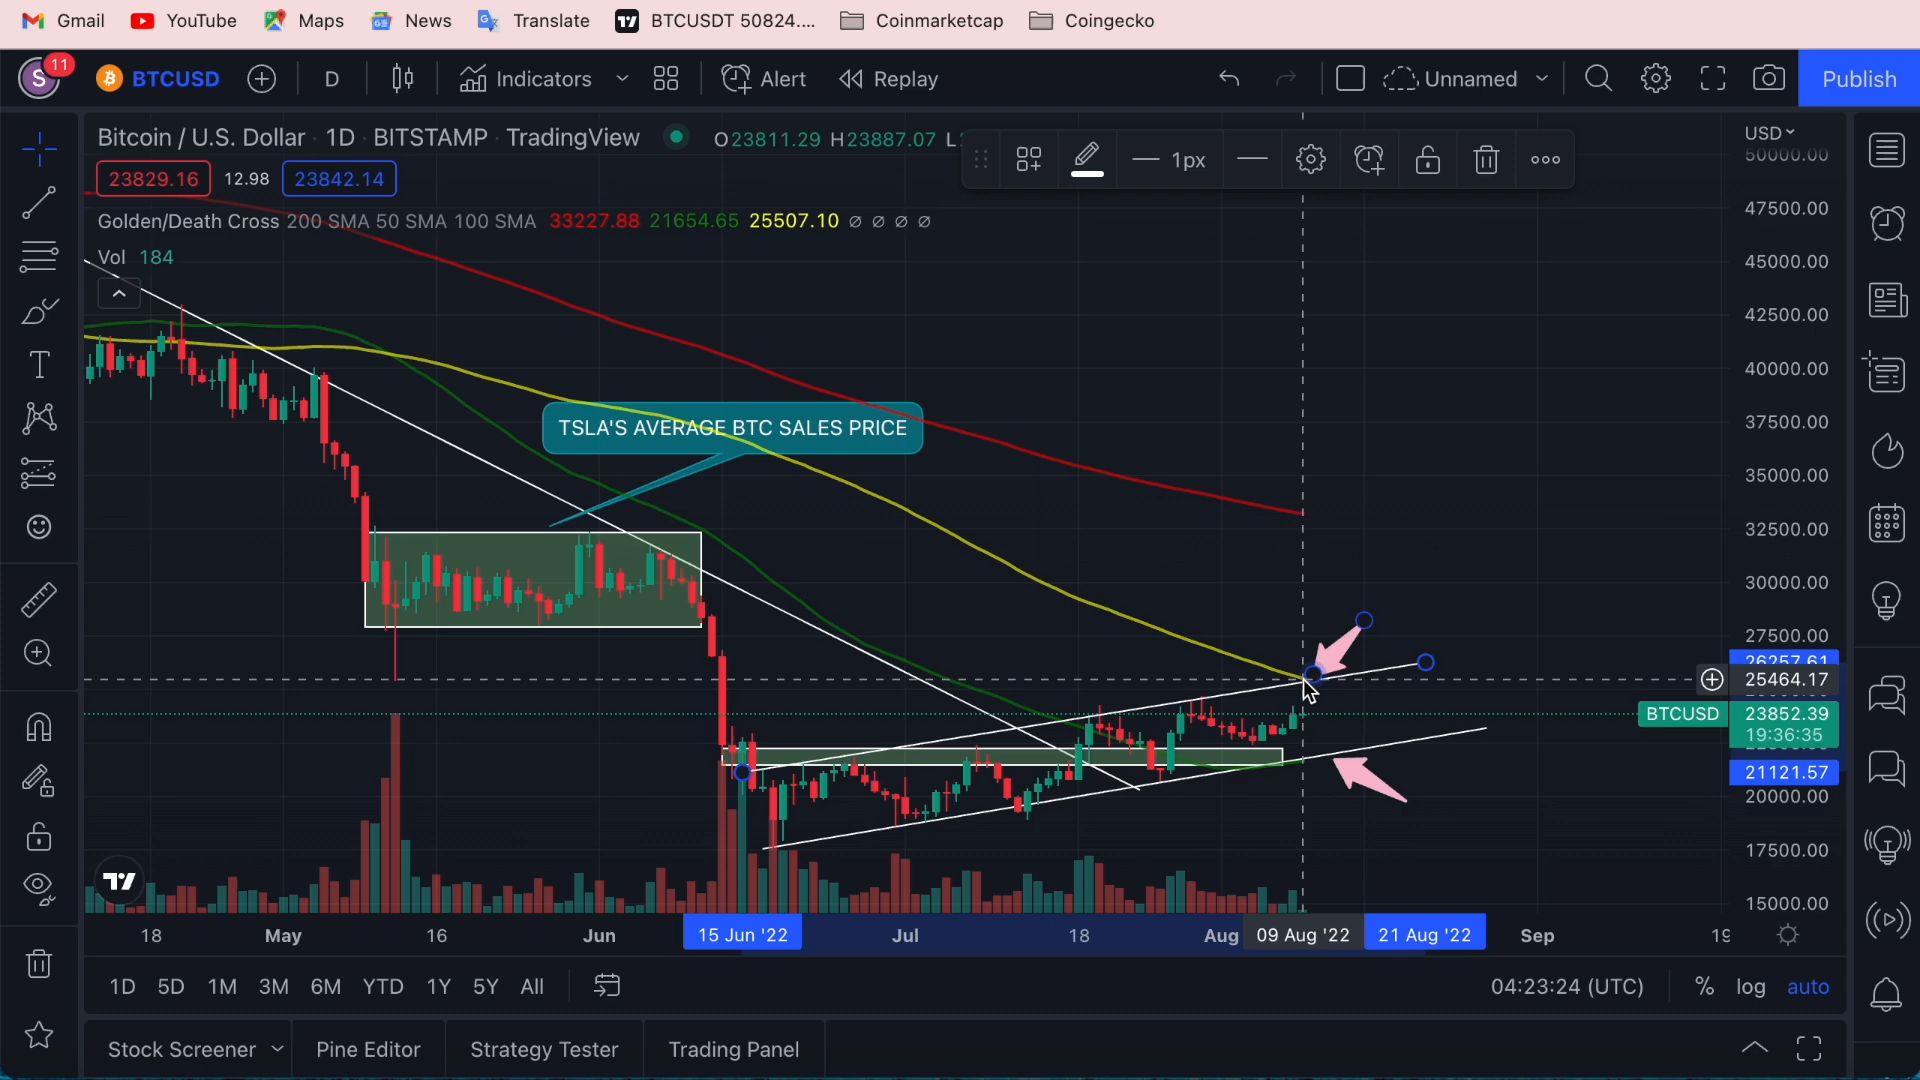 Gmail YouTube Maps News Translate BTCUSDT 50824.... Coinmarketcap Coingecko
S 11 BTCUSD D Indicators Alert Replay Unnamed Publish
Bitcoin / U.S. Dollar · 1D · BITSTAMP · TradingView O23811.29 H23887.07 L
1px
USD
50000.00
23829.16 12.98 23842.14
Golden/Death Cross 200 SMA 50 SMA 100 SMA 33227.88 21654.65 25507.10 ∅ ∅ ∅ ∅
47500.00
Vol 184
45000.00
42500.00
40000.00
37500.00
TSLA'S AVERAGE BTC SALES PRICE
35000.00
32500.00
30000.00
27500.00
26257.61
25464.17
BTCUSD 23852.39
19:36:35
21121.57
20000.00
17500.00
15000.00
18 May 16 Jun 15 Jun '22 Jul 18 Aug 09 Aug '22 21 Aug '22 Sep 19
1D 5D 1M 3M 6M YTD 1Y 5Y All 04:23:24 (UTC) % log auto
Stock Screener Pine Editor Strategy Tester Trading Panel